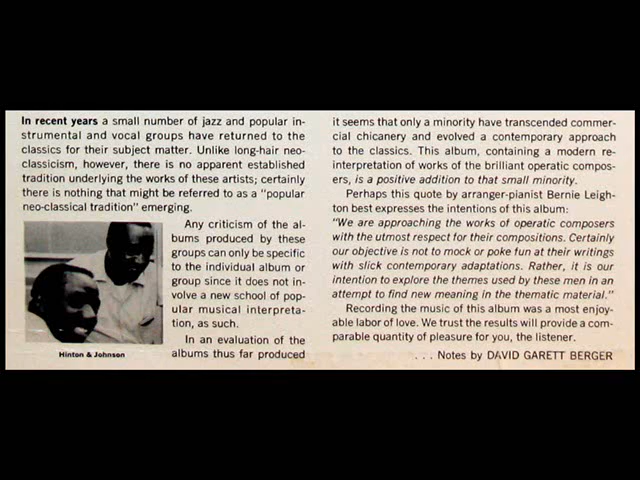 In recent years a small number of jazz and popular in-
strumental and vocal groups have returned to the
classics for their subject matter. Unlike long-hair neo-
classicism, however, there is no apparent established
tradition underlying the works of these artists; certainly
there is nothing that might be referred to as a "popular
neo-classical tradition" emerging.
Any criticism of the al-
bums produced by these
groups can only be specific
to the individual album or
group since it does not in-
volve a new school of pop-
ular musical interpreta-
tion, as such.
In an evaluation of the
albums thus far produced
Hinton & Johnson
it seems that only a minority have transcended commer-
cial chicanery and evolved a contemporary approach
to the classics. This album, containing a modern re-
interpretation of works of the brilliant operatic compos-
ers, is a positive addition to that small minority.
Perhaps this quote by arranger-pianist Bernie Leigh-
ton best expresses the intentions of this album:
"We are approaching the works of operatic composers
with the utmost respect for their compositions. Certainly
our objective is not to mock or poke fun at their writings
with slick contemporary adaptations. Rather, it is our
intention to explore the themes used by these men in an
attempt to find new meaning in the thematic material."
Recording the music of this album was a most enjoy-
able labor of love. We trust the results will provide a com-
parable quantity of pleasure for you, the listener.
. . . Notes by DAVID GARETT BERGER